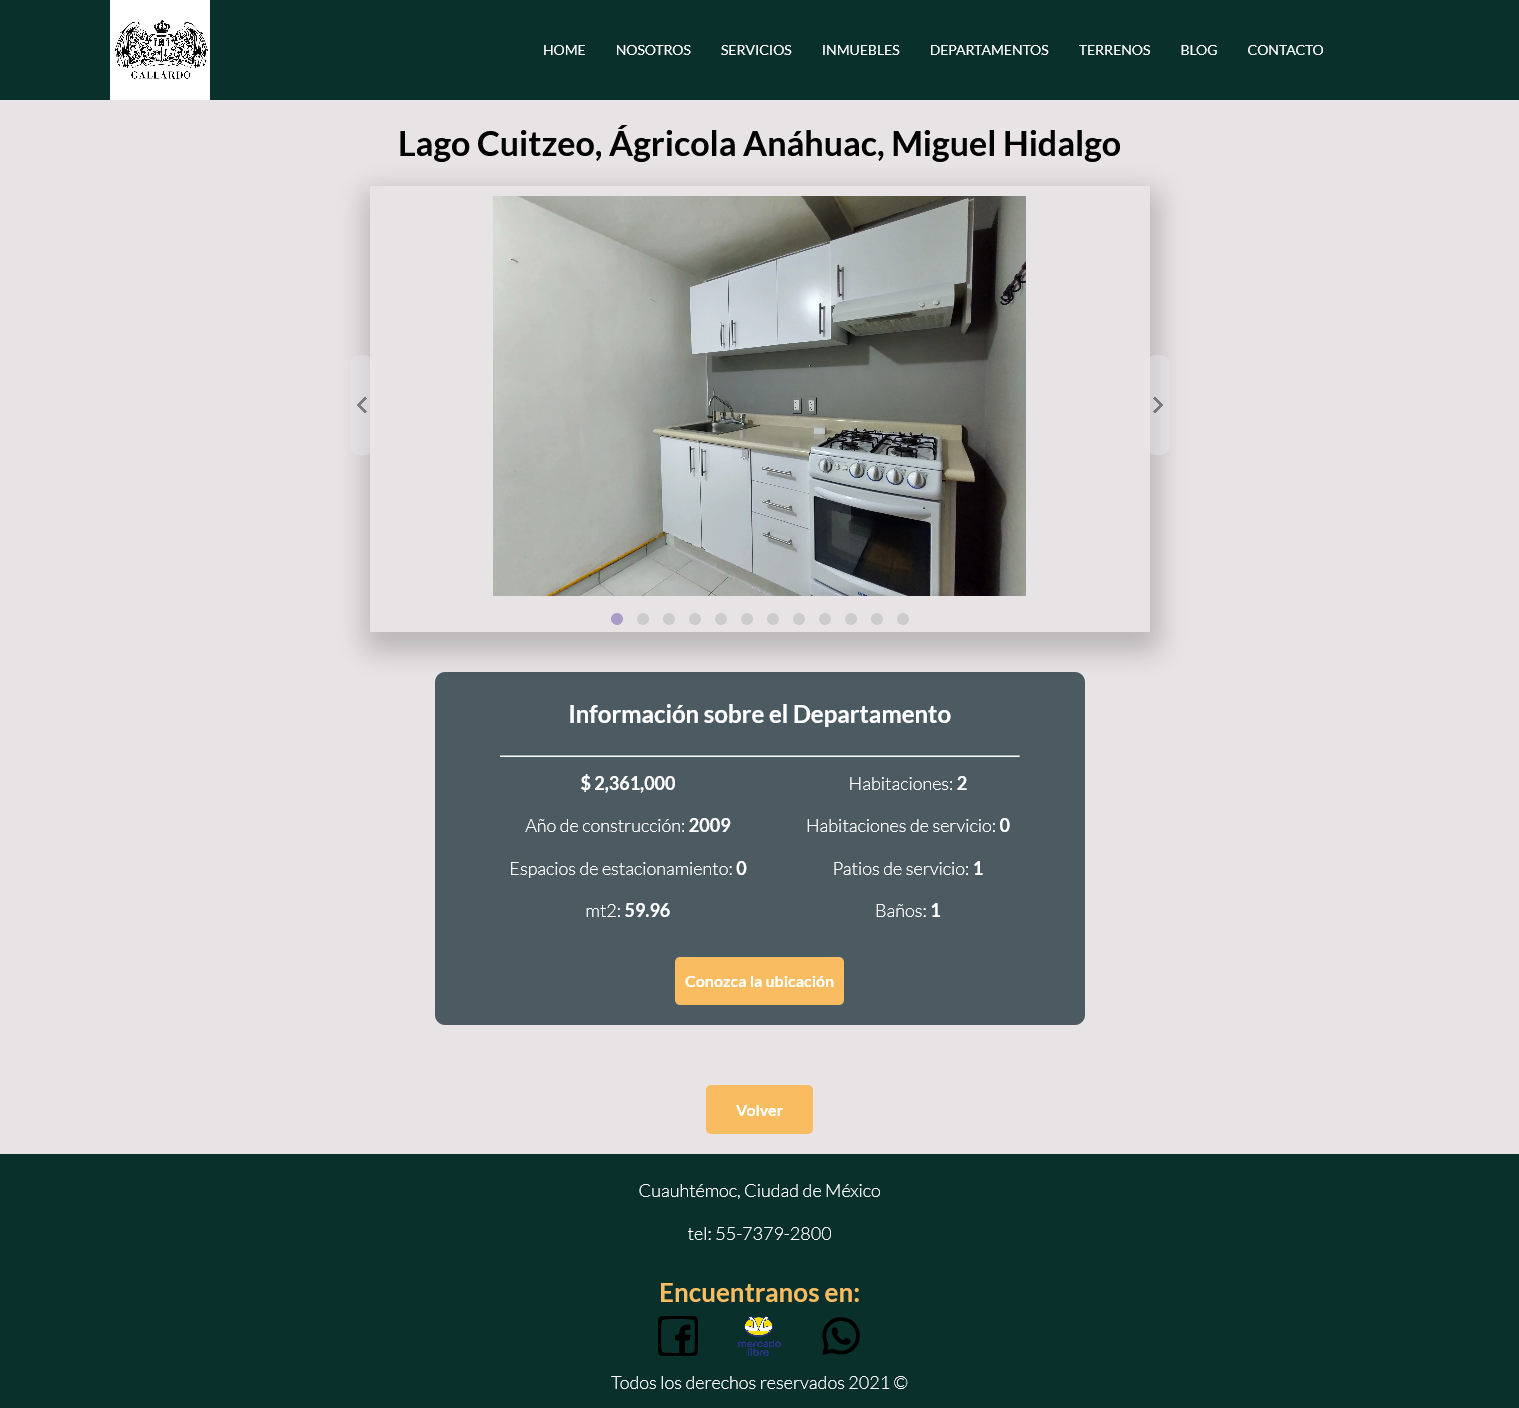 GALLARDO
HOME NOSOTROS SERVICIOS INMUEBLES DEPARTAMENTOS TERRENOS BLOG CONTACTO
Lago Cuitzeo, Ágricola Anáhuac, Miguel Hidalgo
Información sobre el Departamento
$ 2,361,000
Habitaciones: 2
Año de construcción: 2009
Habitaciones de servicio: 0
Espacios de estacionamiento: 0
Patios de servicio: 1
mt2: 59.96
Baños: 1
Conozca la ubicación
Volver
Cuauhtémoc, Ciudad de México
tel: 55-7379-2800
Encuentranos en:
mercado
libre
Todos los derechos reservados 2021 ©